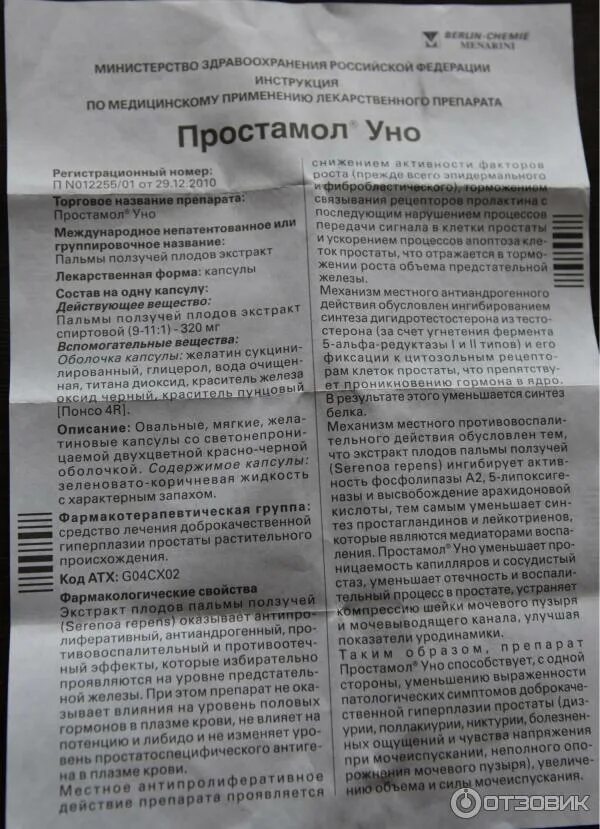 BERLIN-CHEMIE
MENARINI
МИНИСТЕРСТВО ЗДРАВООХРАНЕНИЯ РОССИЙСКОЙ ФЕДЕРАЦИИ
ИНСТРУКЦИЯ
ПО МЕДИЦИНСКОМУ ПРИМЕНЕНИЮ ЛЕКАРСТВЕННОГО ПРЕПАРАТА
Простамол® Уно
Регистрационный номер:
П N012255/01 от 29.12.2010
Торговое название препарата:
Простамол® Уно
Международное непатентованное или
группировочное название:
Пальмы ползучей плодов экстракт
Лекарственная форма: капсулы
Состав на одну капсулу:
Действующее вещество:
Пальмы ползучей плодов экстракт
спиртовой (9-11:1) - 320 мг
Вспомогательные вещества:
Оболочка капсулы: желатин сукцини-
лированный, глицерол, вода очищен-
ная, титана диоксид, краситель железа
оксид черный, краситель пунцовый
[Понсо 4R].
Описание: Овальные, мягкие, жела-
тиновые капсулы со светонепрони-
цаемой двухцветной красно-черной
оболочкой. Содержимое капсулы:
зеленовато-коричневая жидкость
с характерным запахом.
Фармакотерапевтическая группа:
средство лечения доброкачественной
гиперплазии простаты растительного
происхождения.
Код АТХ: G04CX02
Фармакологические свойства
Экстракт плодов пальмы ползучей
(Serenoa repens) оказывает антипро-
лиферативный, антиандрогенный, про-
тивовоспалительный и противоотеч-
ный эффекты, которые избирательно
проявляются на уровне предстатель-
ной железы. При этом препарат не ока-
зывает влияния на уровень половых
гормонов в плазме крови, не влияет на
потенцию и либидо и не изменяет уро-
вень простатоспецифического антиге-
на в плазме крови.
Местное антипролиферативное
действие препарата проявляется
снижением активности факторов
роста (прежде всего эпидермального
и фибробластического), торможением
связывания рецепторов пролактина с
последующим нарушением процессов
передачи сигнала в клетки простаты
и ускорением процессов апоптоза кле-
ток простаты, что отражается в тормо-
жении роста объема предстательной
железы.
Механизм местного антиандрогенного
действия обусловлен ингибированием
синтеза дигидротестостерона из тесто-
стерона (за счет угнетения фермента
5-альфа-редуктазы I и II типов) и его
фиксации к цитозольным рецепто-
рам клеток простаты, что препятству-
ет проникновению гормона в ядро.
В результате этого уменьшается синтез
белка.
Механизм местного противовоспали-
тельного действия обусловлен тем,
что экстракт плодов пальмы ползучей
(Serenoa repens) ингибирует актив-
ность фосфолипазы А2, 5-липоксиге-
назы и высвобождение арахидоновой
кислоты, тем самым уменьшает син-
тез простагландинов и лейкотриенов,
которые являются медиаторами воспа-
ления. Простамол® Уно уменьшает про-
ницаемость капилляров и сосудистый
стаз, уменьшает отечность и воспали-
тельный процесс в простате, устраняет
компрессию шейки мочевого пузыря
и мочевыводящего канала, улучшая
показатели уродинамики.
Таким образом, препарат
Простамол® Уно способствует, с одной
стороны, уменьшению выраженности
патологических симптомов доброкаче-
ственной гиперплазии простаты (диз-
урии, поллакиурии, никтурии, болезнен-
ных ощущений и чувства напряжения
при мочеиспускании, неполного опо-
рожнения мочевого пузыря), увеличе-
нию объема и силы мочеиспускания.
ОТЗОВИК